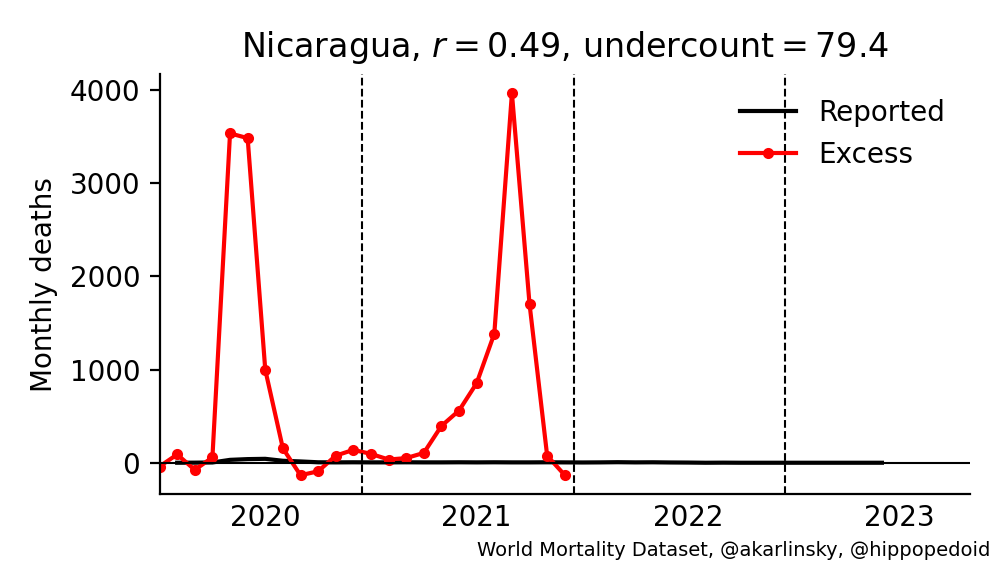 Nicaragua, r = 0.49, undercount = 79.4
Monthly deaths
4000
3000
2000
1000
0
Reported
Excess
2020 2021 2022 2023
World Mortality Dataset, @akarlinsky, @hippopedoid